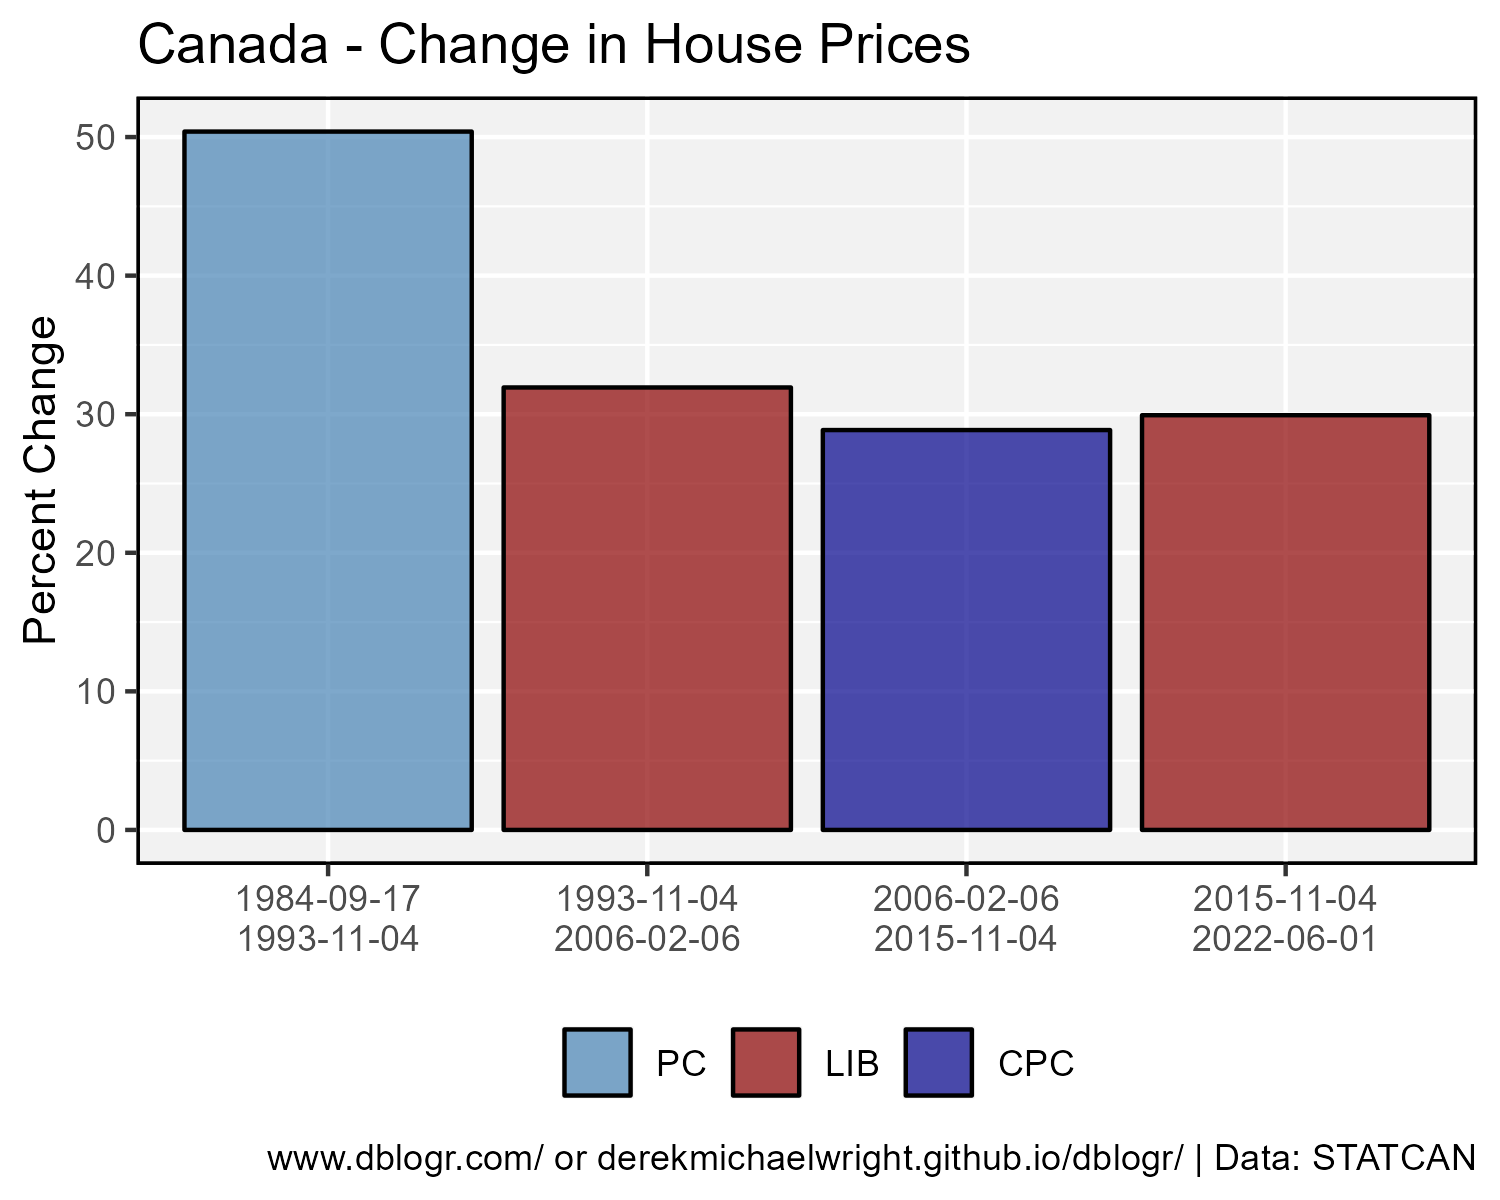 Canada - Change in House Prices
Percent Change
50
40
30
20
10
0
1984-09-17 1993-11-04 2006-02-06 2015-11-04
1993-11-04 2006-02-06 2015-11-04 2022-06-01
PC LIB CPC
www.dblogr.com/ or derekmichaelwright.github.io/dblogr/ | Data: STATCAN